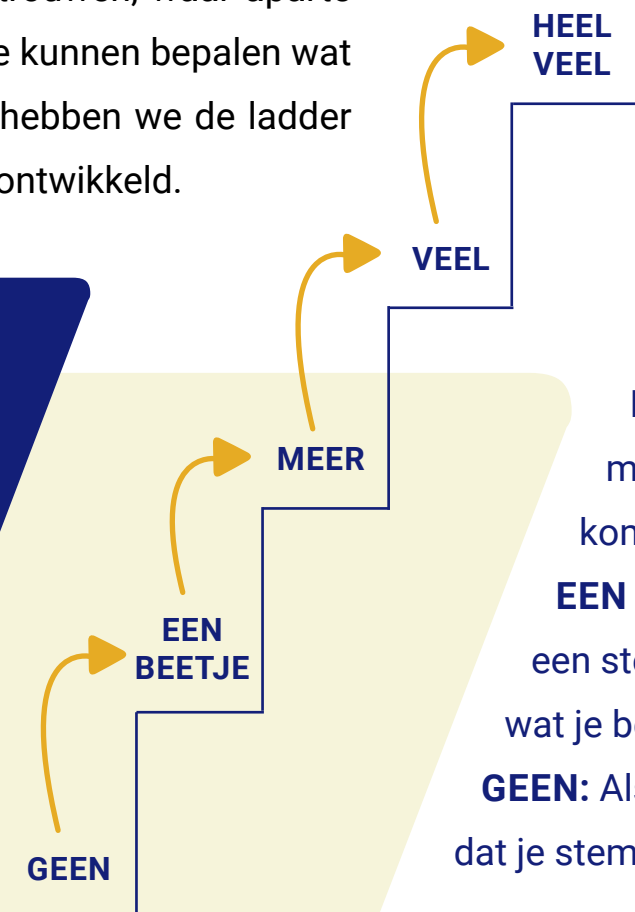 e kunnen bepalen wat
hebben we de ladder
ontwikkeld.
HEEL
VEEL
VEEL
MEER
EEN
BEETJE
GEEN
kon
EEN
een ste
wat je be
GEEN: Als
dat je stem